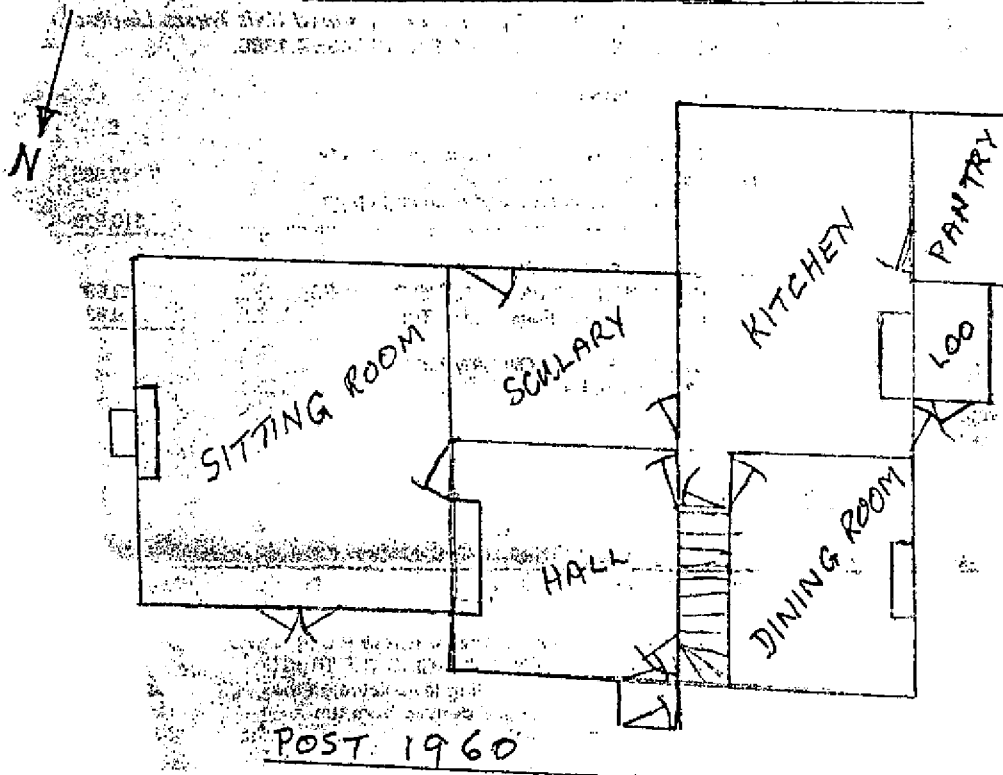 N
PANTRY
KITCHEN
LOO
SCULARY
SITTING ROOM
HALL
DINING ROOM
POST 1960